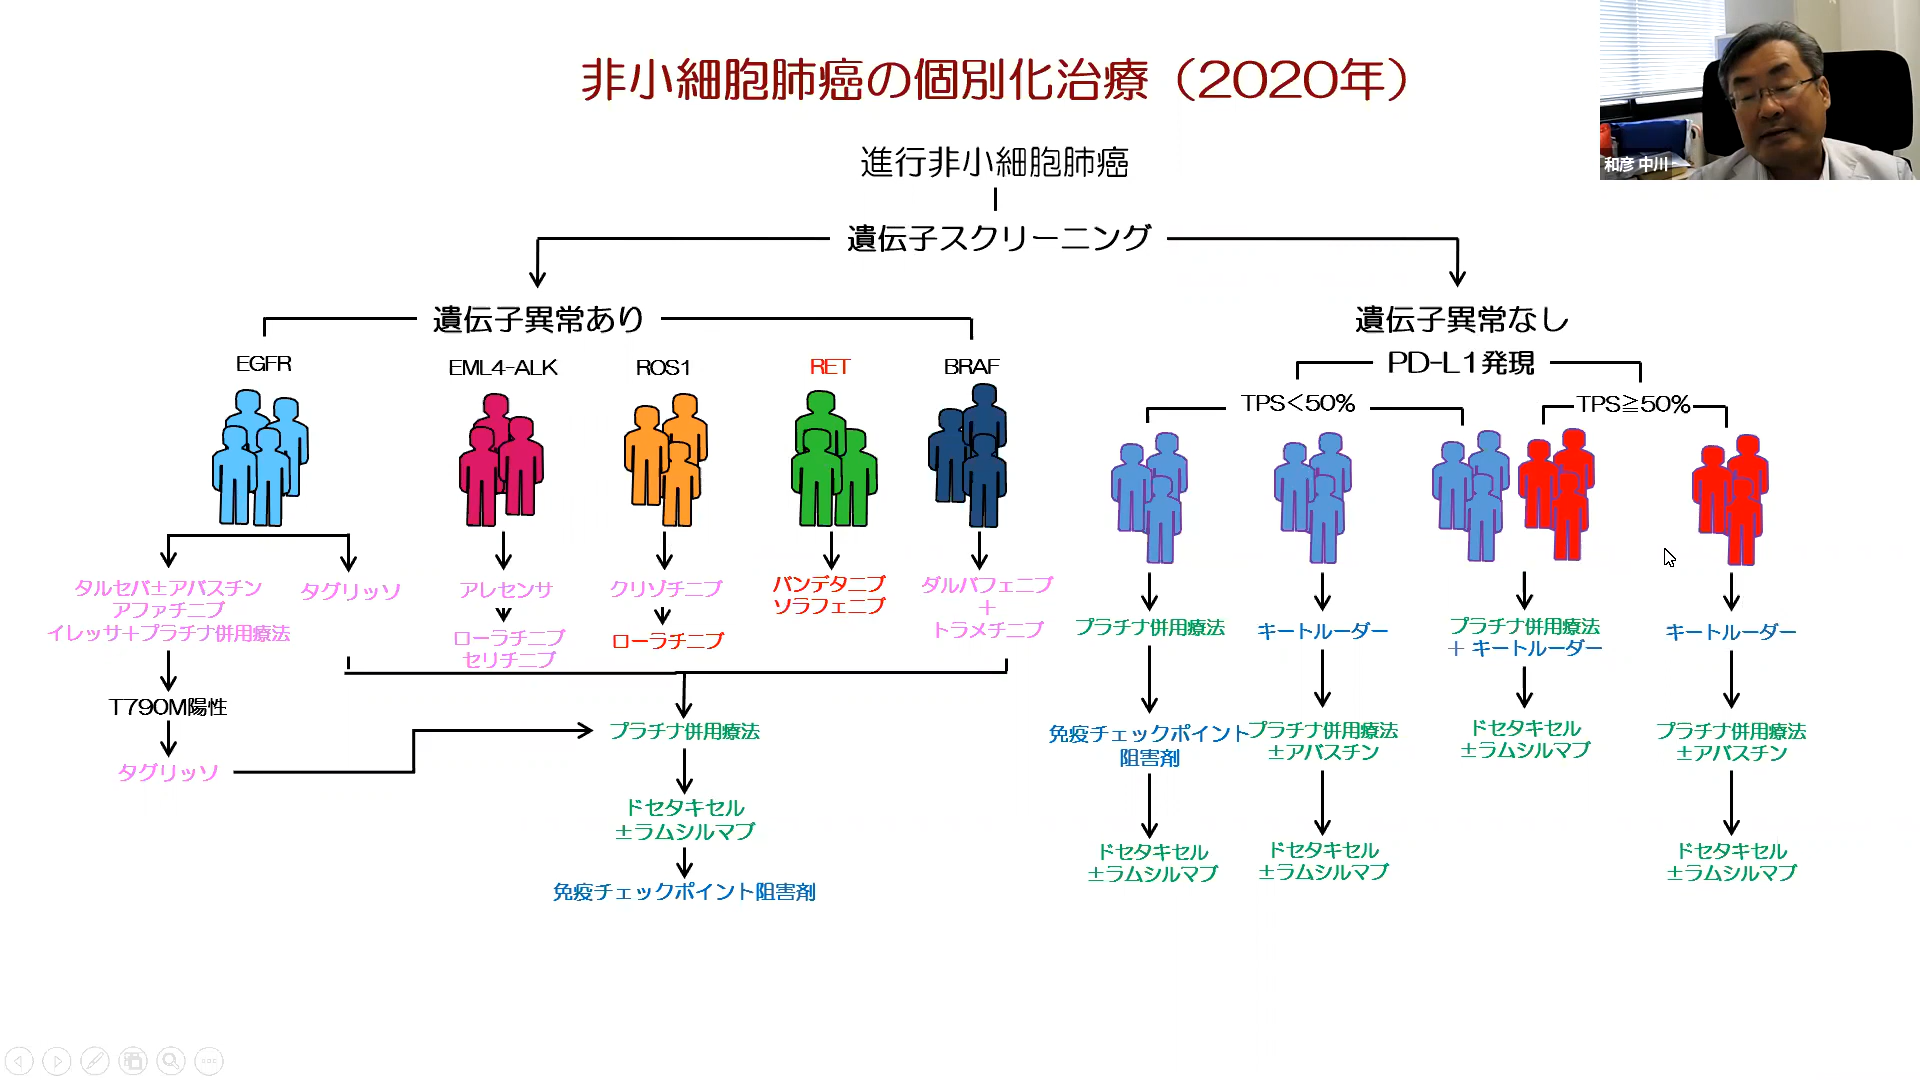 非小細胞肺癌の個別化治療（2020年）
和彦 中川
進行非小細胞肺癌
遺伝子スクリーニング
遺伝子異常あり
遺伝子異常なし
EGFR
EML4-ALK
ROS1
RET
BRAF
PD-L1発現
TPS<50%
TPS≧50%
タルセバ±アバスチン
アファチニブ
イレッサ＋プラチナ併用療法
タグリッソ
アレセンサ
ローラチニブ
セリチニブ
クリゾチニブ
ローラチニブ
バンデタニブ
ソラフェニブ
ダルバフェニブ
＋
トラメチニブ
T790M陽性
タグリッソ
プラチナ併用療法
ドセタキセル
±ラムシルマブ
免疫チェックポイント阻害剤
プラチナ併用療法
免疫チェックポイント
阻害剤
ドセタキセル
±ラムシルマブ
キートルーダー
プラチナ併用療法
±アバスチン
ドセタキセル
±ラムシルマブ
プラチナ併用療法
＋ キートルーダー
ドセタキセル
±ラムシルマブ
キートルーダー
プラチナ併用療法
±アバスチン
ドセタキセル
±ラムシルマブ